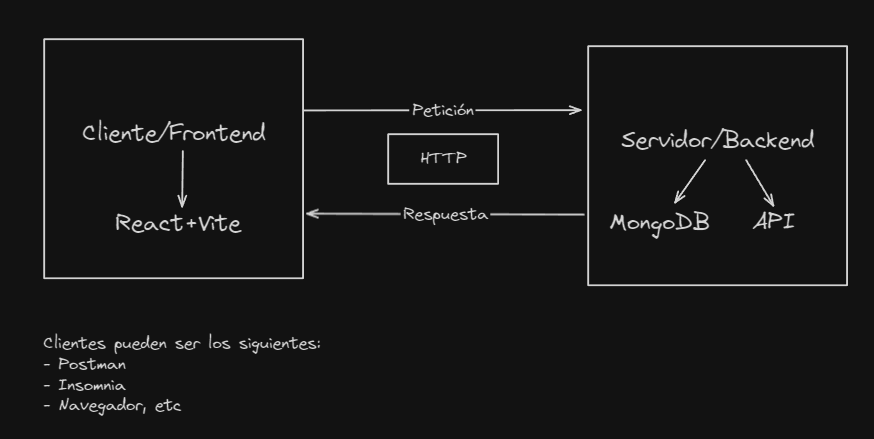 Cliente/Frontend
React+Vite
Petición
HTTP
Respuesta
Servidor/Backend
MongoDB
API
Clientes pueden ser los siguientes:
- Postman
- Insomnia
- Navegador, etc